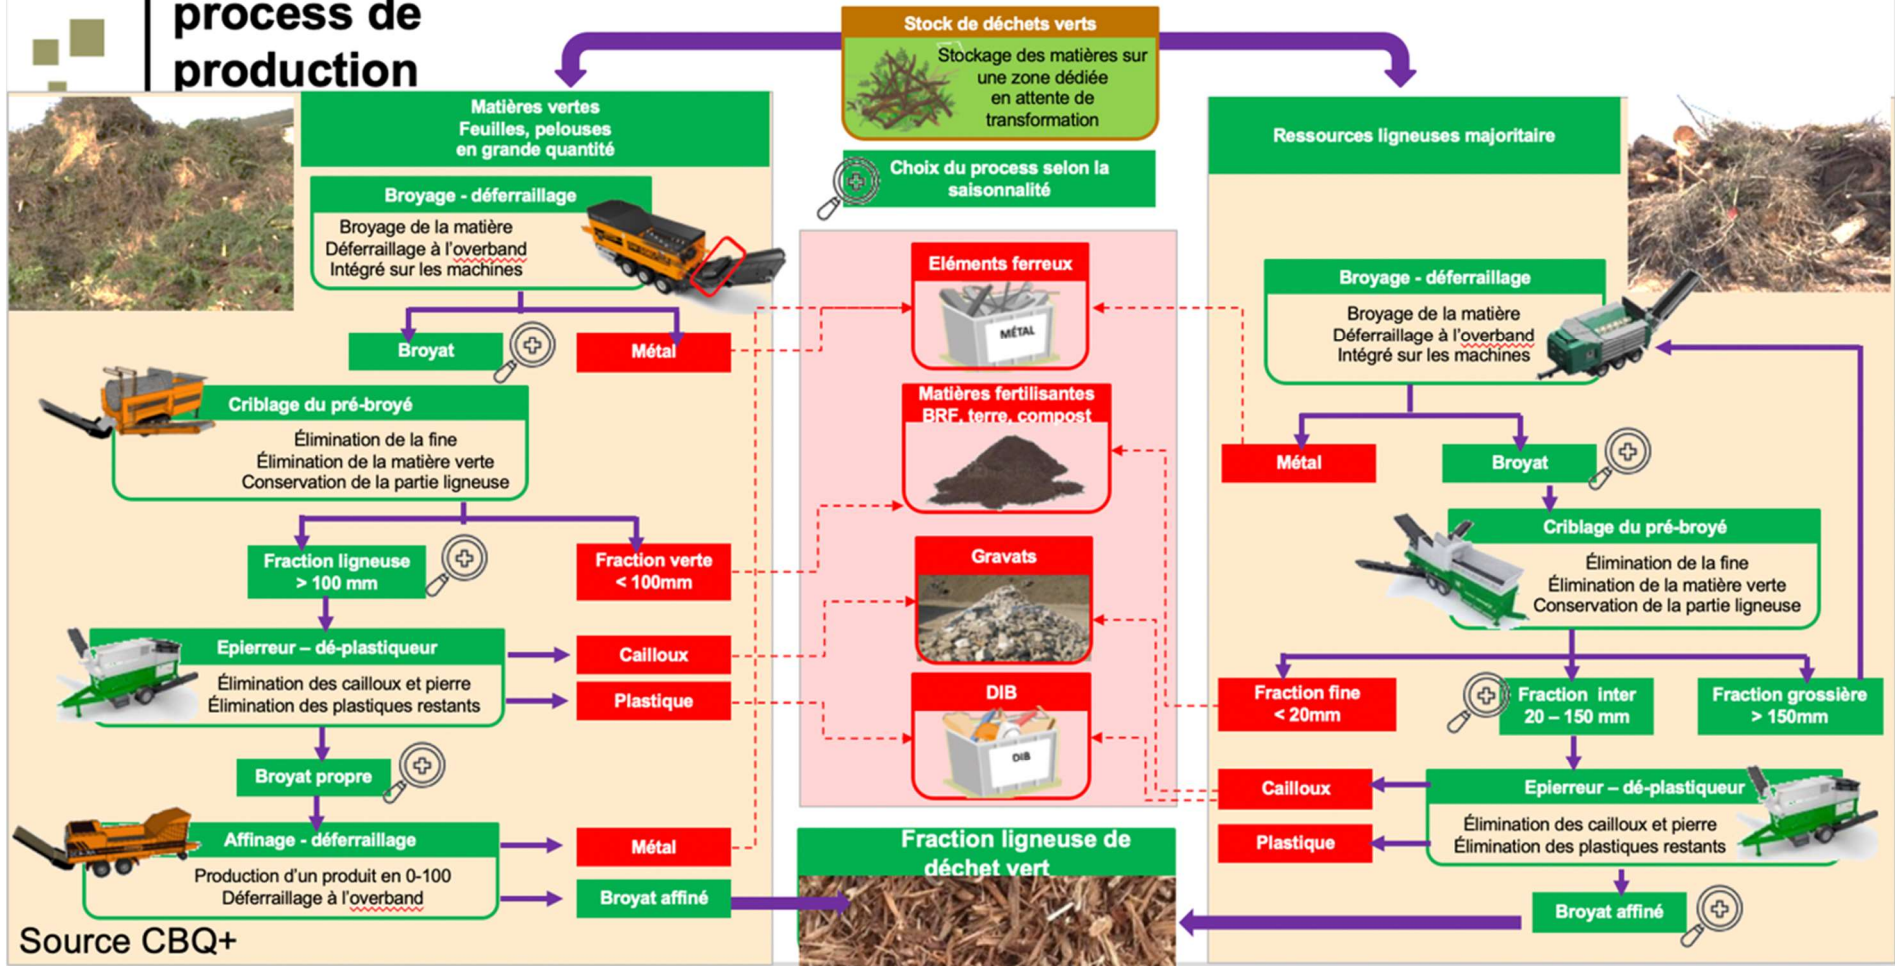 process de
production
Stock de déchets verts
Stockage des matières sur
une zone dédiée
en attente de
transformation
Choix du process selon la
saisonnalité
Matières vertes
Feuilles, pelouses
en grande quantité
Broyage - déferraillage
Broyage de la matière
Déferraillage à l'overband
Intégré sur les machines
Broyat
Métal
Criblage du pré-broyé
Élimination de la fine
Élimination de la matière verte
Conservation de la partie ligneuse
Fraction ligneuse
> 100 mm
Fraction verte
< 100mm
Epierreur – dé-plastiqueur
Élimination des cailloux et pierre
Élimination des plastiques restants
Cailloux
Plastique
Broyat propre
Affinage - déferraillage
Production d'un produit en 0-100
Déferraillage à l'overband
Métal
Broyat affiné
Source CBQ+
Eléments ferreux
MÉTAL
Matières fertilisantes
BRF, terre, compost
Gravats
DIB
DIB
Fraction ligneuse de
déchet vert
Ressources ligneuses majoritaire
Broyage - déferraillage
Broyage de la matière
Déferraillage à l'overband
Intégré sur les machines
Métal
Broyat
Criblage du pré-broyé
Élimination de la fine
Élimination de la matière verte
Conservation de la partie ligneuse
Fraction fine
< 20mm
Fraction inter
20 – 150 mm
Fraction grossière
> 150mm
Cailloux
Plastique
Epierreur – dé-plastiqueur
Élimination des cailloux et pierre
Élimination des plastiques restants
Broyat affiné